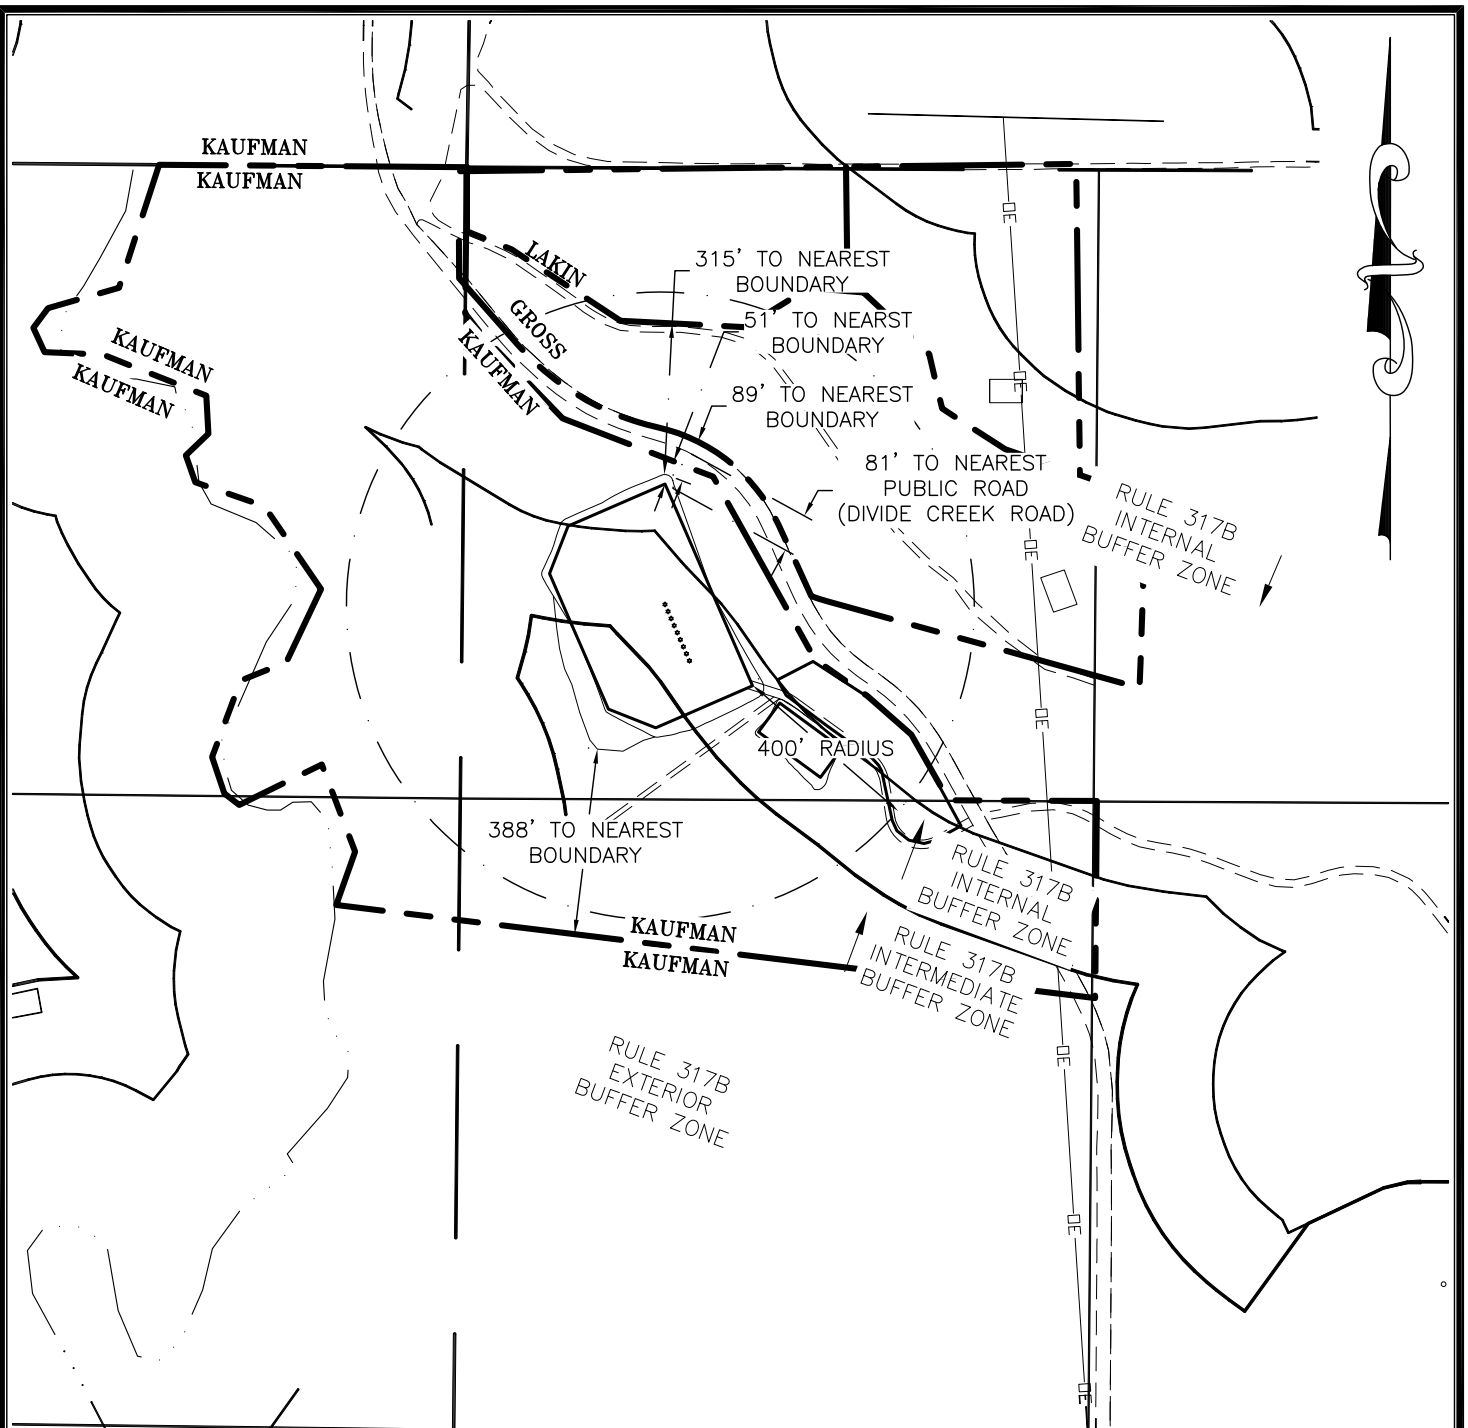 KAUFMAN
KAUFMAN
LAKIN
GROSS
KAUFMAN
315' TO NEAREST
BOUNDARY
51' TO NEARST
BOUNDARY
89' TO NEAREST
BOUNDARY
81' TO NEAREST
PUBLIC ROAD
(DIVIDE CREEK ROAD)
KAUFMAN
KAUFMAN
RULE 317B
INTERNAL
BUFFER ZONE
OE
OE
OE
OE
400' RADIUS
388' TO NEAREST
BOUNDARY
RULE 317B
INTERNAL
BUFFER ZONE
KAUFMAN
KAUFMAN
RULE 317B
INTERMEDIATE
BUFFER ZONE
RULE 317B
EXTERIOR
BUFFER ZONE
OE
OE
OE